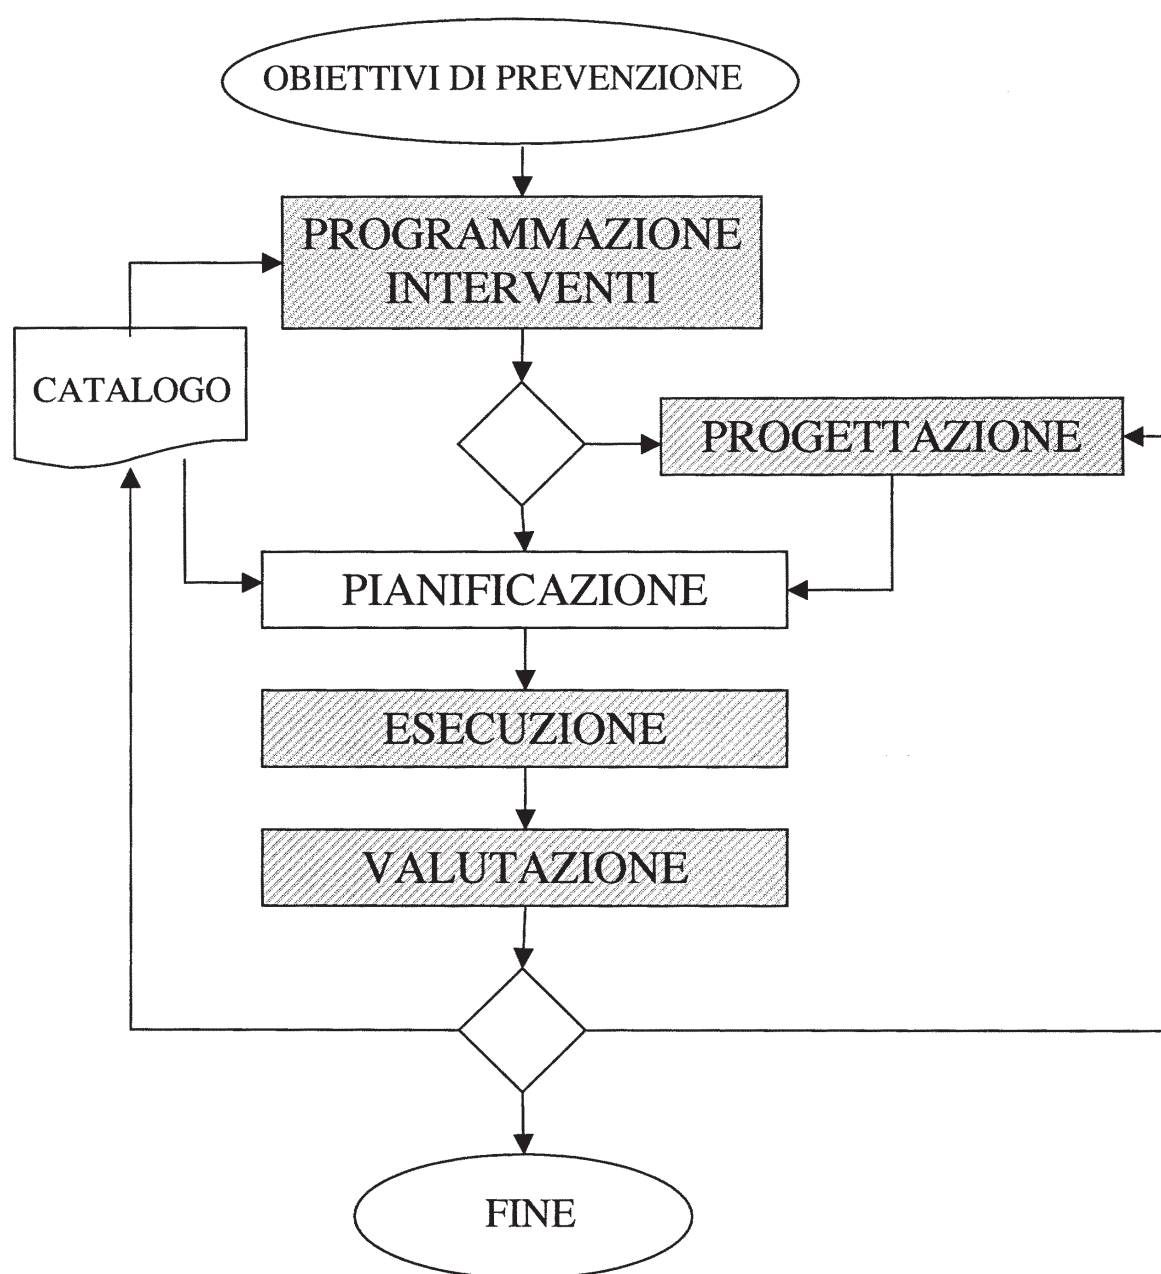 OBIETTIVI DI PREVENZIONE
PROGRAMMAZIONE
INTERVENTI
CATALOGO
PROGETTAZIONE
PIANIFICAZIONE
ESECUZIONE
VALUTAZIONE
FINE